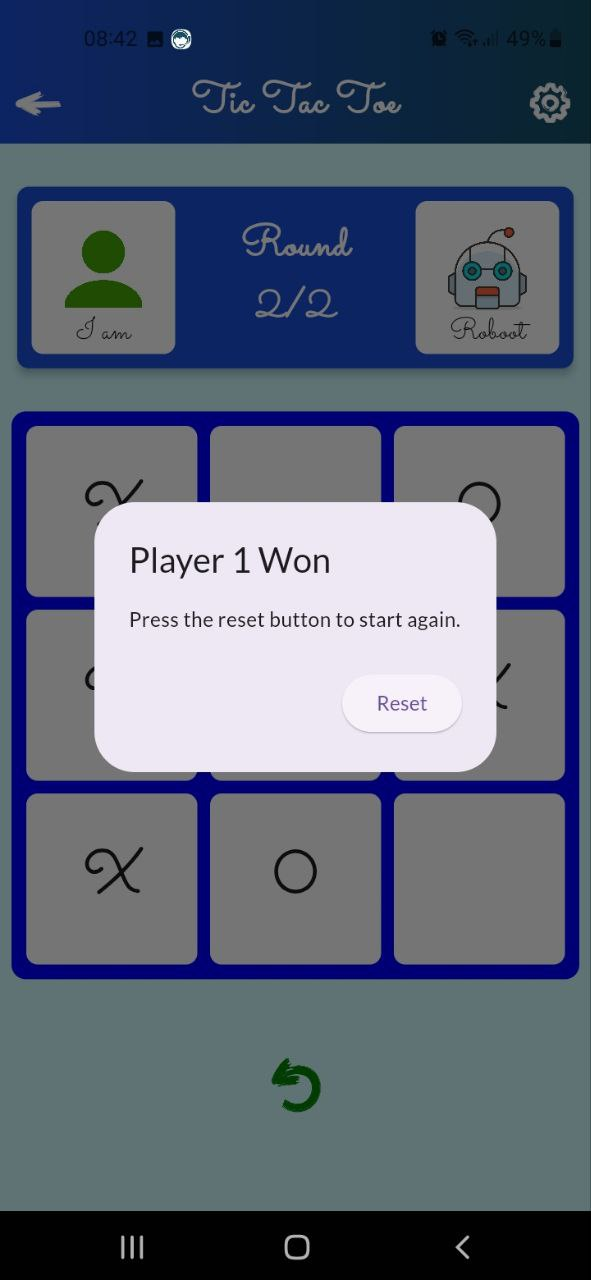 08:42 49%
Tic Tac Toe
Round
2/2
I am
Roboot
X O
Player 1 Won
Press the reset button to start again.
Reset
X O